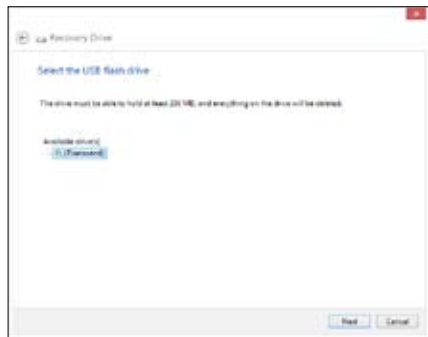 Recovery Drive
Select the USB flash drive
The drive must be able to hold at least 256 MB, and everything on the drive will be deleted.
Available drive(s)
(Transcend)
Next
Cancel